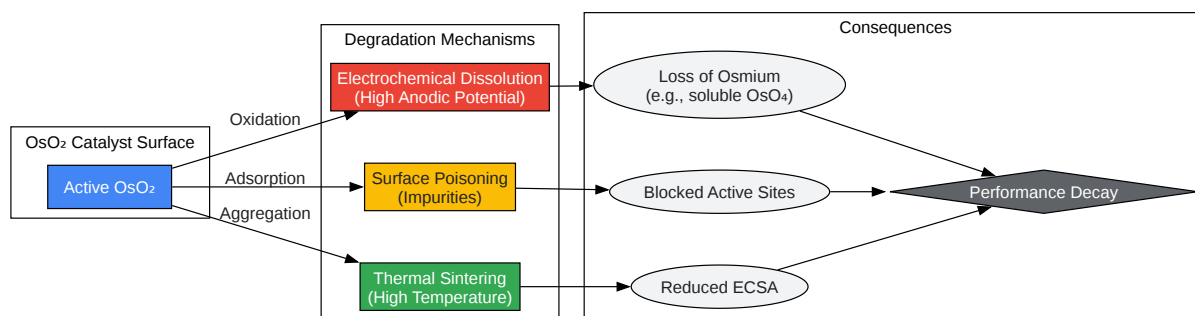 OsO₂ Catalyst Surface
Active OsO₂
Oxidation
Adsorption
Aggregation
Degradation Mechanisms
Electrochemical Dissolution
(High Anodic Potential)
Surface Poisoning
(Impurities)
Thermal Sintering
(High Temperature)
Consequences
Loss of Osmium
(e.g., soluble OsO₄)
Blocked Active Sites
Reduced ECSA
Performance Decay